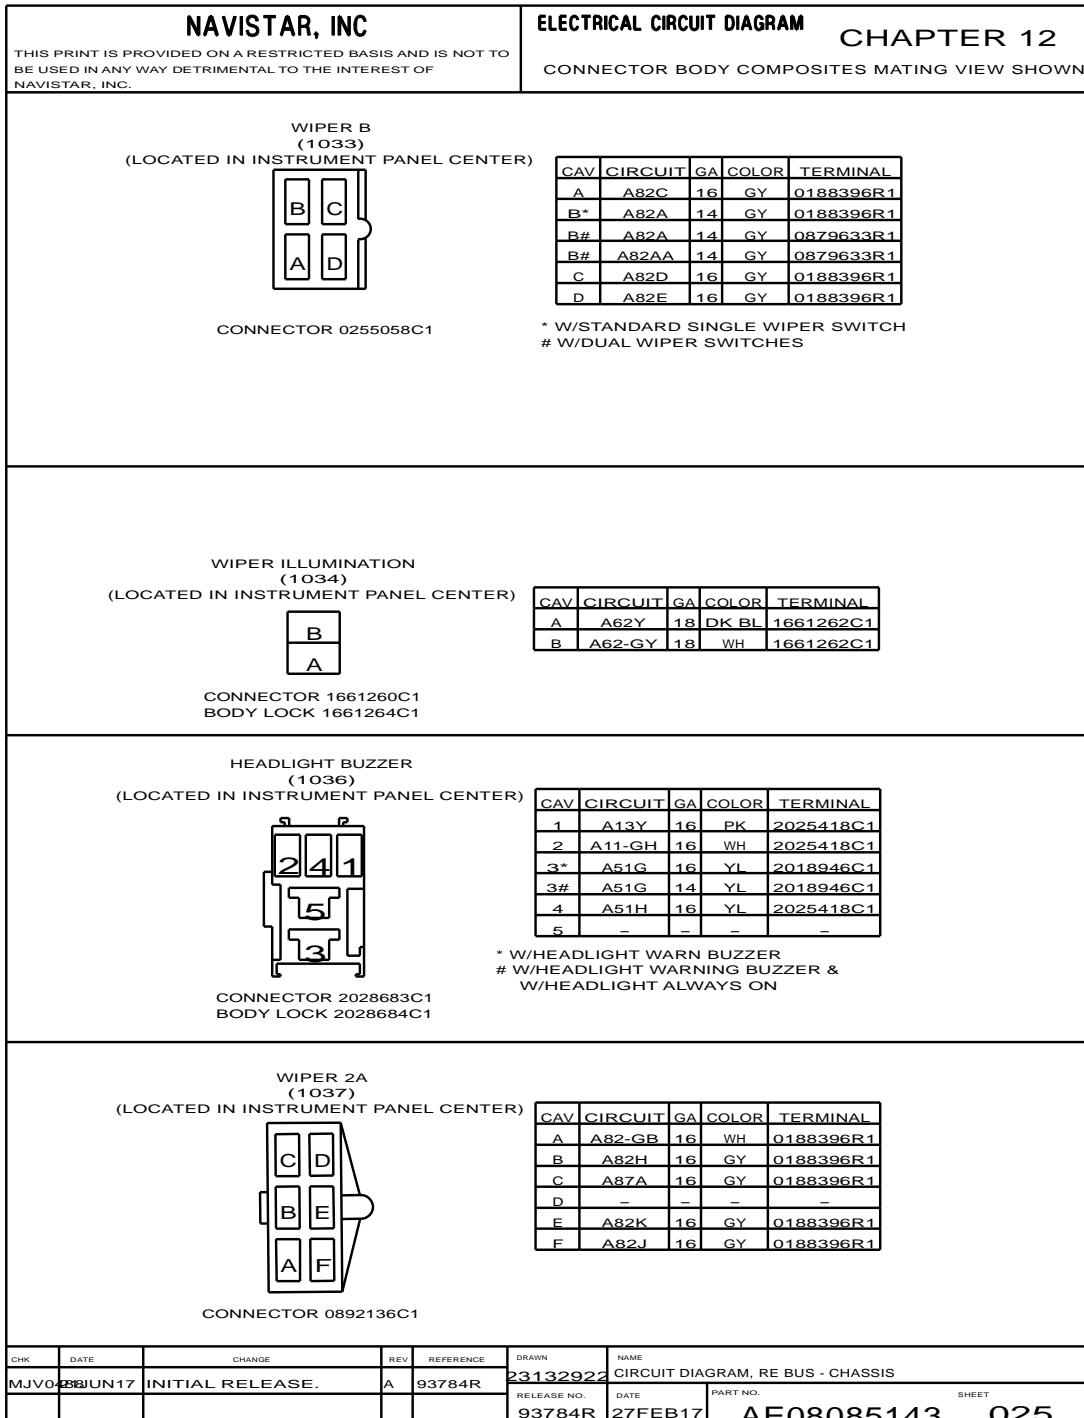 NAVISTAR, INC
THIS PRINT IS PROVIDED ON A RESTRICTED BASIS AND IS NOT TO
BE USED IN ANY WAY DETRIMENTAL TO THE INTEREST OF
NAVISTAR, INC.
ELECTRICAL CIRCUIT DIAGRAM
CHAPTER 12
CONNECTOR BODY COMPOSITES MATING VIEW SHOWN
WIPER B
(1033)
(LOCATED IN INSTRUMENT PANEL CENTER)
B C
A D
CONNECTOR 0255058C1
CAV CIRCUIT GA COLOR TERMINAL
A A82C 16 GY 0188396R1
B* A82A 14 GY 0188396R1
B# A82A 14 GY 0879633R1
B# A82AA 14 GY 0879633R1
C A82D 16 GY 0188396R1
D A82E 16 GY 0188396R1
* W/STANDARD SINGLE WIPER SWITCH
# W/DUAL WIPER SWITCHES
WIPER ILLUMINATION
(1034)
(LOCATED IN INSTRUMENT PANEL CENTER)
B
A
CONNECTOR 1661260C1
BODY LOCK 1661264C1
CAV CIRCUIT GA COLOR TERMINAL
A A62Y 18 DK BL 1661262C1
B A62-GY 18 WH 1661262C1
HEADLIGHT BUZZER
(1036)
(LOCATED IN INSTRUMENT PANEL CENTER)
2 4 1
5
3
CONNECTOR 2028683C1
BODY LOCK 2028684C1
CAV CIRCUIT GA COLOR TERMINAL
1 A13Y 16 PK 2025418C1
2 A11-GH 16 WH 2025418C1
3* A51G 16 YL 2018946C1
3# A51G 14 YL 2018946C1
4 A51H 16 YL 2025418C1
5 – – – –
* W/HEADLIGHT WARN BUZZER
# W/HEADLIGHT WARNING BUZZER &
W/HEADLIGHT ALWAYS ON
WIPER 2A
(1037)
(LOCATED IN INSTRUMENT PANEL CENTER)
C D
B E
A F
CONNECTOR 0892136C1
CAV CIRCUIT GA COLOR TERMINAL
A A82-GB 16 WH 0188396R1
B A82H 16 GY 0188396R1
C A87A 16 GY 0188396R1
D – – – –
E A82K 16 GY 0188396R1
F A82J 16 GY 0188396R1
CHK DATE CHANGE REV REFERENCE
21JUN17 INITIAL RELEASE. A 93784R
DRAWN
23132922
NAME
CIRCUIT DIAGRAM, RE BUS - CHASSIS
RELEASE NO. DATE PART NO. SHEET
93784R 27FEB17 AE08085143 025